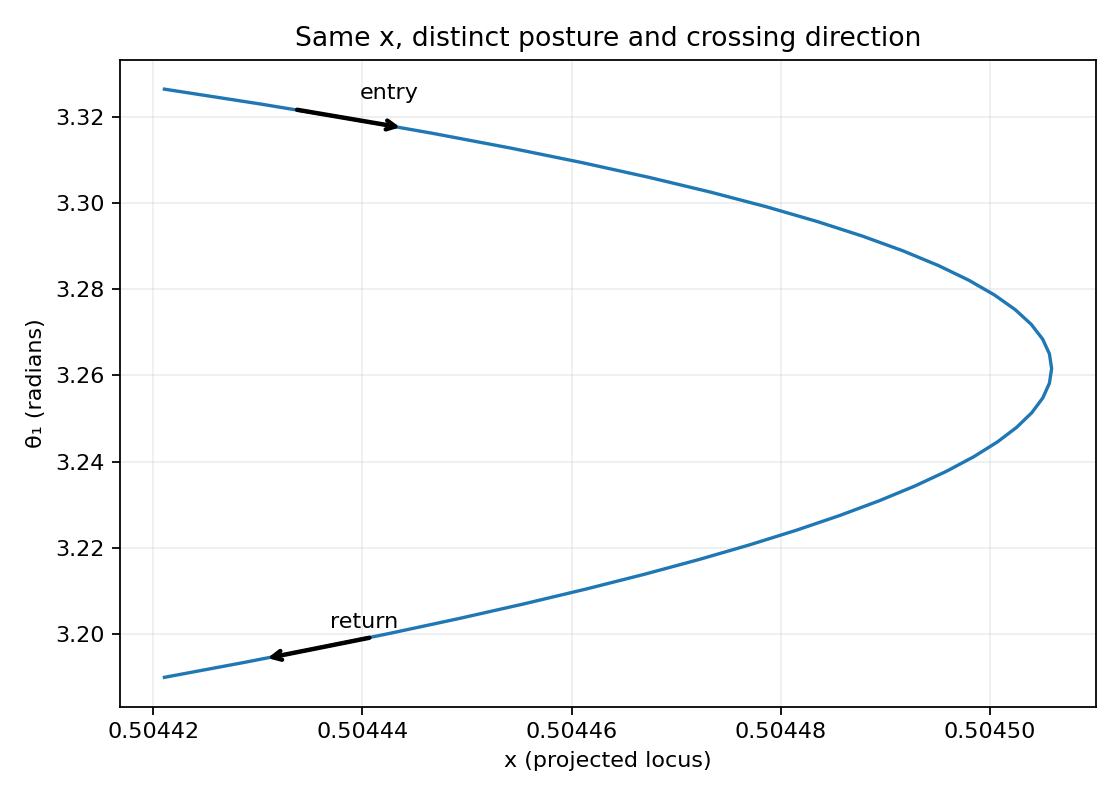 Same x, distinct posture and crossing direction
entry
3.32
3.30
3.28
3.26
3.24
3.22
3.20
θ₁ (radians)
return
0.50442
0.50444
0.50446
0.50448
0.50450
x (projected locus)